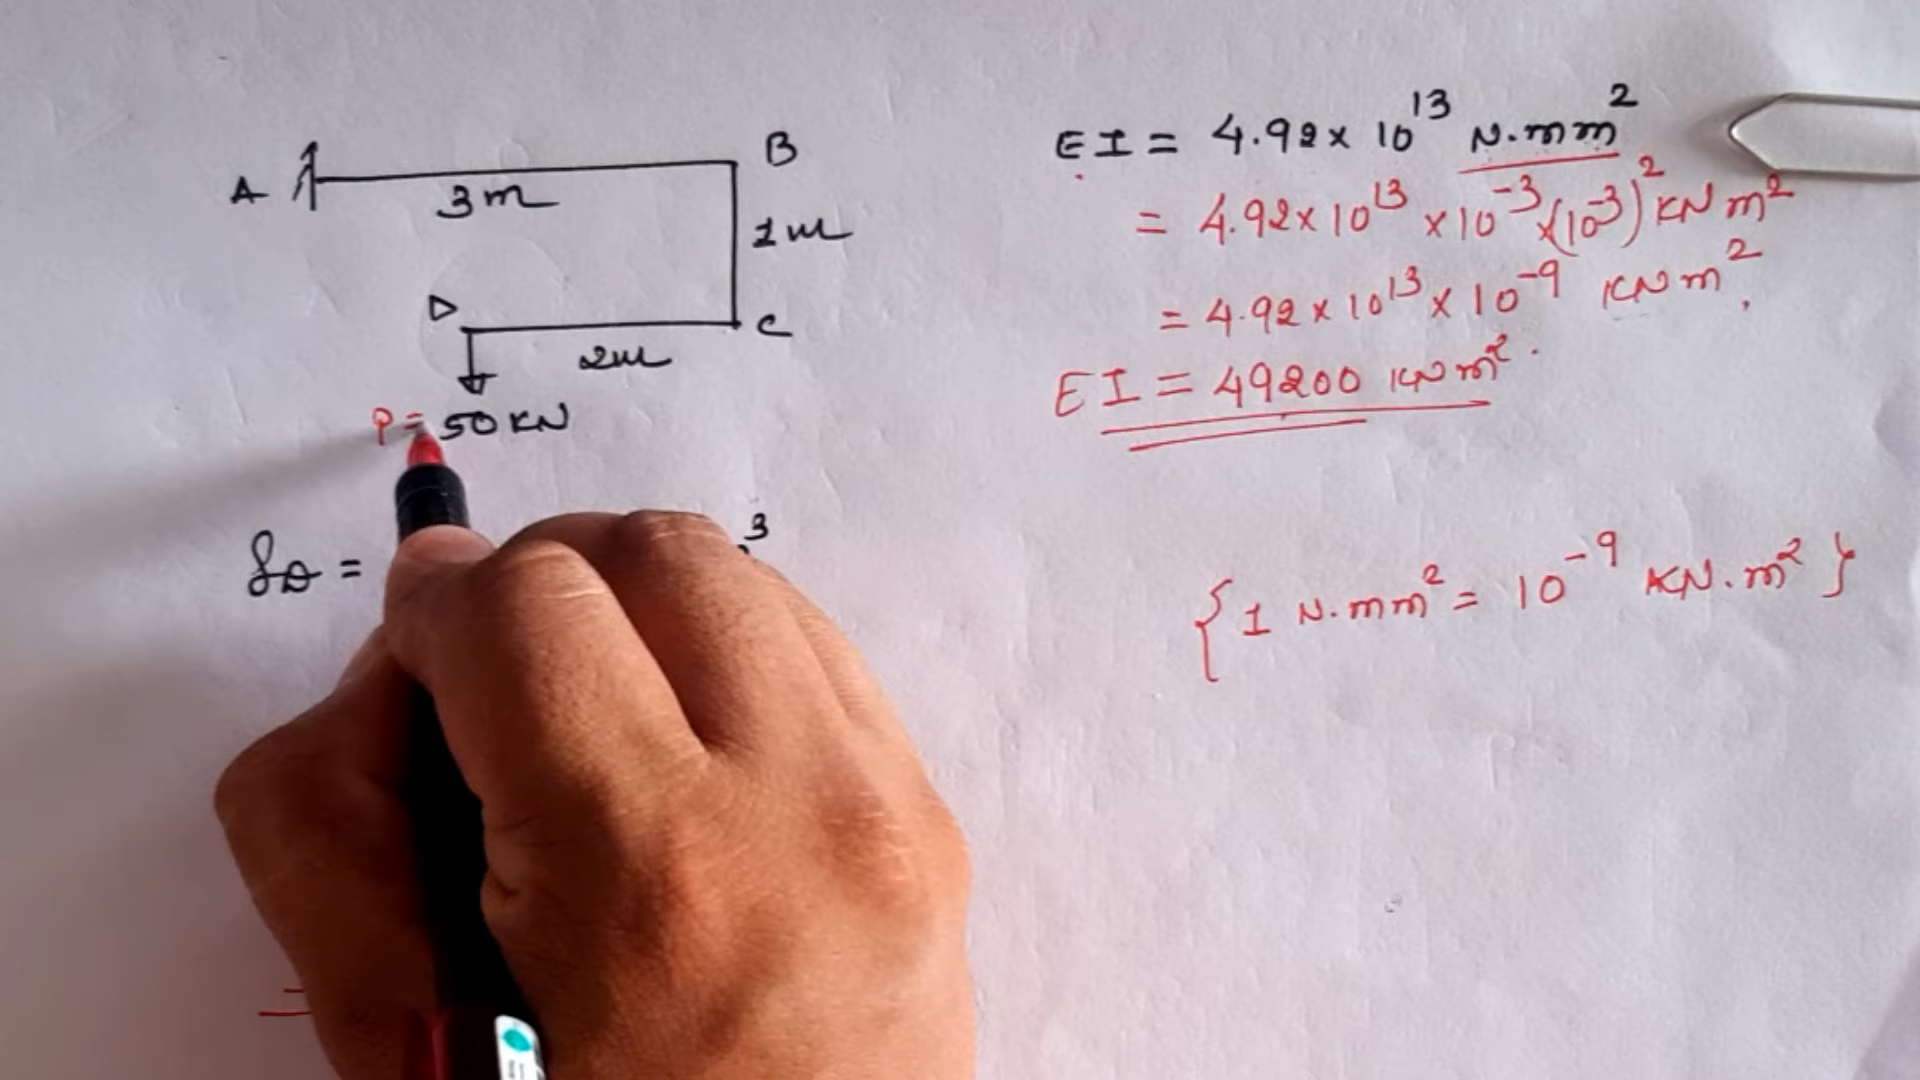 A
B
3m
1m
D
C
2m
P = 50 KN
δD =
3
EI = 4.92 × 10^13 N.mm^2
= 4.92 × 10^13 × 10^-3 × (10^-3)^2 KN m^2
= 4.92 × 10^13 × 10^-9 KN m^2.
EI = 49200 KN m^2.
{1 N.mm^2 = 10^-9 KN.m^2}
=